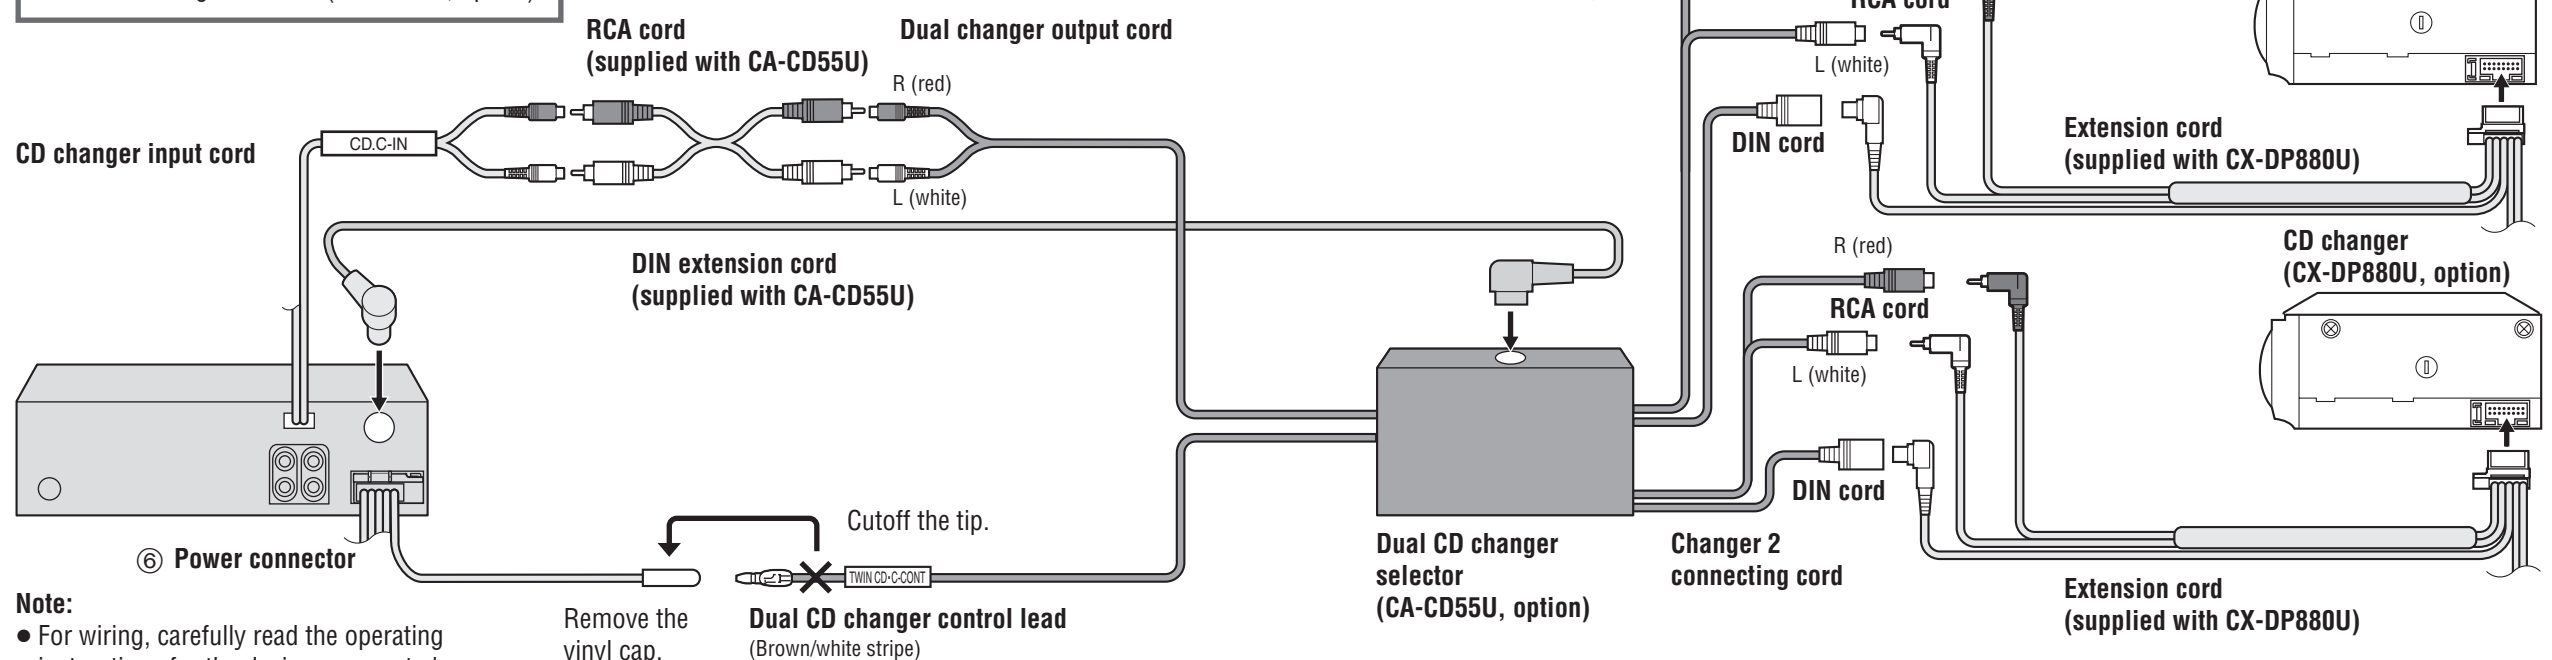 RCA cord
(supplied with CA-CD55U)
Dual changer output cord
R (red)
CD changer input cord
CD.C-IN
L (white)
DIN extension cord
(supplied with CA-CD55U)
RCA cord
L (white)
DIN cord
Extension cord
(supplied with CX-DP880U)
CD changer
(CX-DP880U, option)
R (red)
RCA cord
L (white)
DIN cord
Extension cord
(supplied with CX-DP880U)
Changer 2
connecting cord
Dual CD changer
selector
(CA-CD55U, option)
Cutoff the tip.
⑥ Power connector
TWIN CD•C-CONT
Remove the
vinyl cap.
Dual CD changer control lead
(Brown/white stripe)
Note:
● For wiring, carefully read the operating